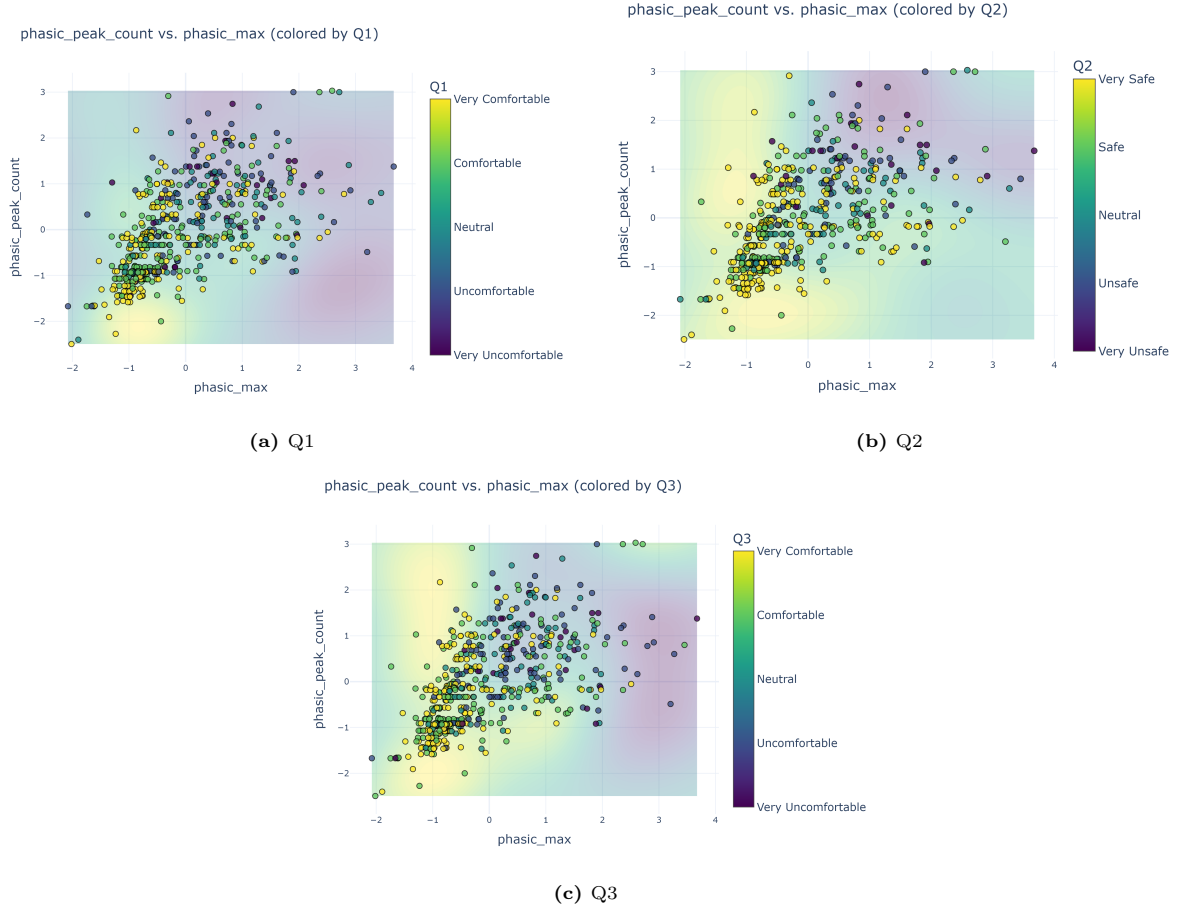 phasic_peak_count vs. phasic_max (colored by Q1)
phasic_peak_count
3
2
1
0
−1
−2
−2
−1
0
1
2
3
4
phasic_max
Q1
Very Comfortable
Comfortable
Neutral
Uncomfortable
Very Uncomfortable
(a) Q1
phasic_peak_count vs. phasic_max (colored by Q2)
phasic_peak_count
3
2
1
0
−1
−2
−2
−1
0
1
2
3
4
phasic_max
Q2
Very Safe
Safe
Neutral
Unsafe
Very Unsafe
(b) Q2
phasic_peak_count vs. phasic_max (colored by Q3)
phasic_peak_count
3
2
1
0
−1
−2
−2
−1
0
1
2
3
4
phasic_max
Q3
Very Comfortable
Comfortable
Neutral
Uncomfortable
Very Uncomfortable
(c) Q3